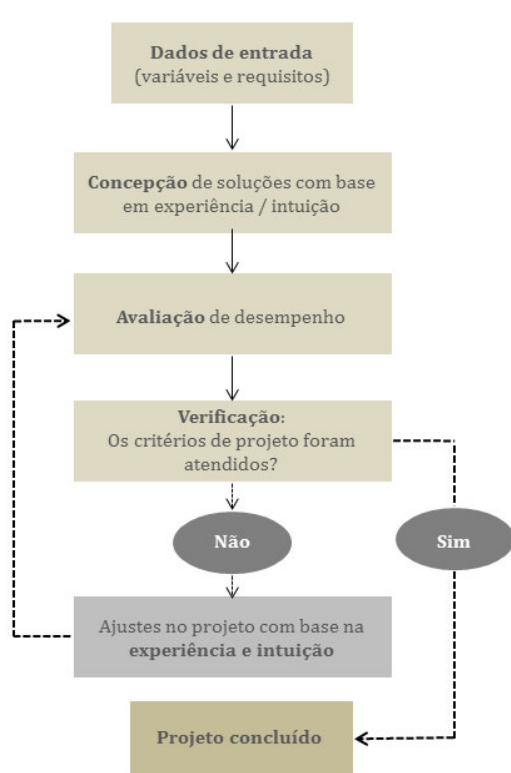 Dados de entrada
(variáveis e requisitos)
Concepção de soluções com base
em experiência / intuição
Avaliação de desempenho
Verificação:
Os critérios de projeto foram
atendidos?
Não
Sim
Ajustes no projeto com base na
experiência e intuição
Projeto concluído